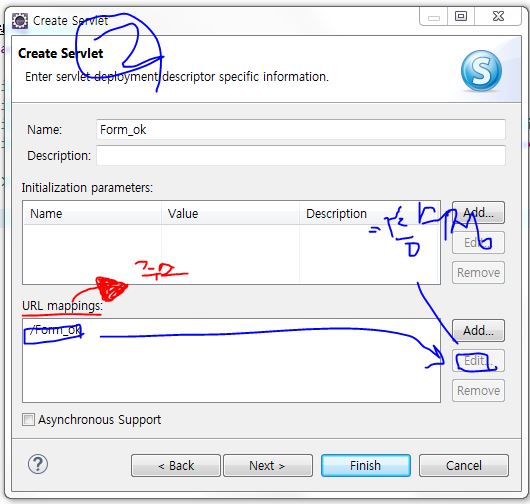 Create Servlet
2
Create Servlet
Enter servlet deployment descriptor specific information.
Name: Form_ok
Description:
Initialization parameters:
Name Value Description
Add...
Edit...
Remove
URL mappings:
/Form_ok
Add...
Edit...
Remove
Asynchronous Support
< Back Next > Finish Cancel